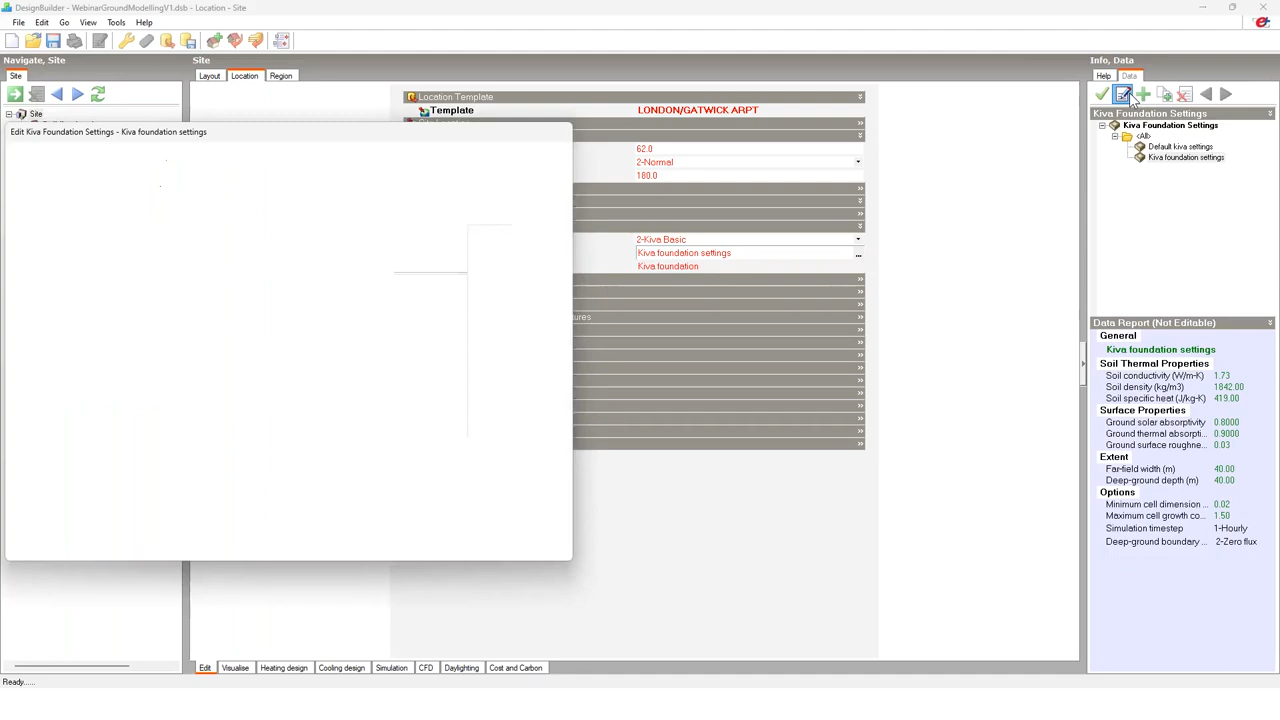 DesignBuilder - WebinarGroundModellingV1.dsb - Location - Site
File Edit Go View Tools Help
Navigate, Site
Site
Site
Site
Layout Location Region
Location Template
Template LONDON/GATWICK ARPT
Edit Kiva Foundation Settings - Kiva foundation settings
62.0
2-Normal
180.0
2-Kiva Basic
Kiva foundation settings
Kiva foundation
ures
Edit Visualise Heating design Cooling design Simulation CFD Daylighting Cost and Carbon
Info, Data
Help Data
Kiva Foundation Settings
Kiva Foundation Settings
<All>
Default kiva settings
Kiva foundation settings
Data Report (Not Editable)
General
Kiva foundation settings
Soil Thermal Properties
Soil conductivity (W/m-K) 1.73
Soil density (kg/m3) 1842.00
Soil specific heat (J/kg-K) 419.00
Surface Properties
Ground solar absorptivity 0.8000
Ground thermal absorpti... 0.9000
Ground surface roughne... 0.03
Extent
Far-field width (m) 40.00
Deep-ground depth (m) 40.00
Options
Minimum cell dimension ... 0.02
Maximum cell growth co... 1.50
Simulation timestep 1-Hourly
Deep-ground boundary ... 2-Zero flux
Ready......